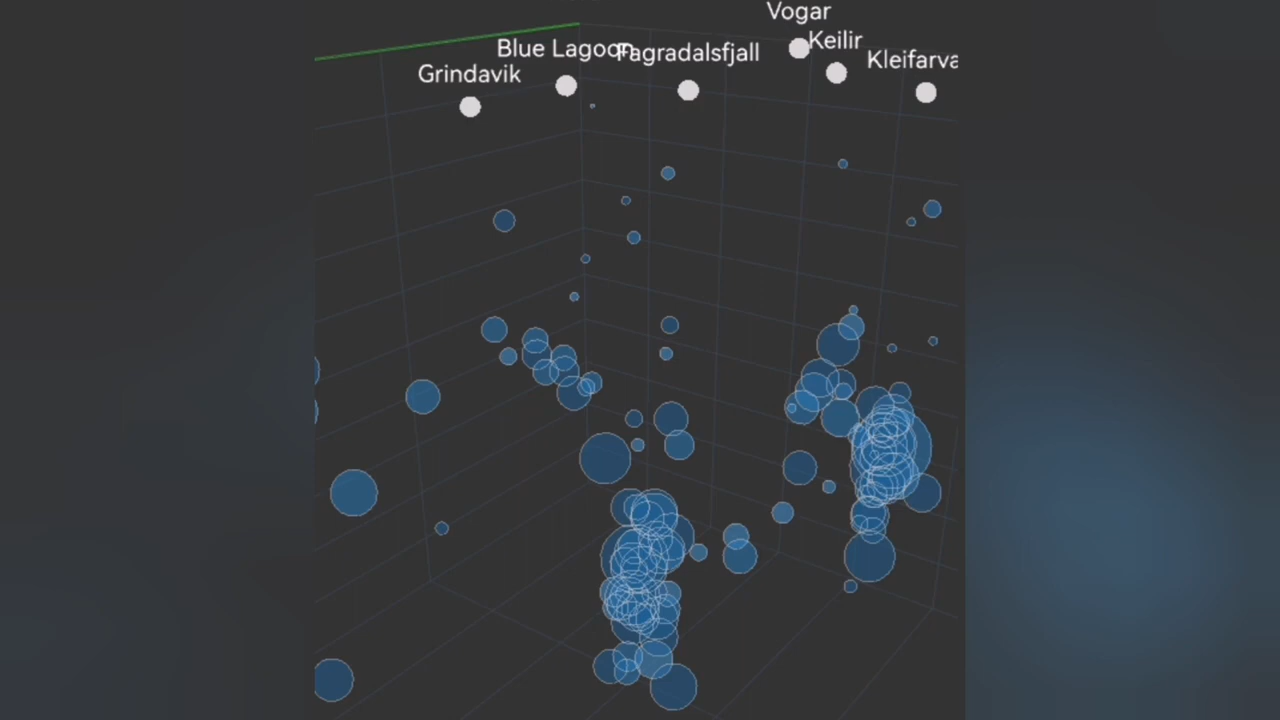 Vogar
Keilir
Blue Lagoon
Fagradalsfjall
Kleifarva
Grindavik